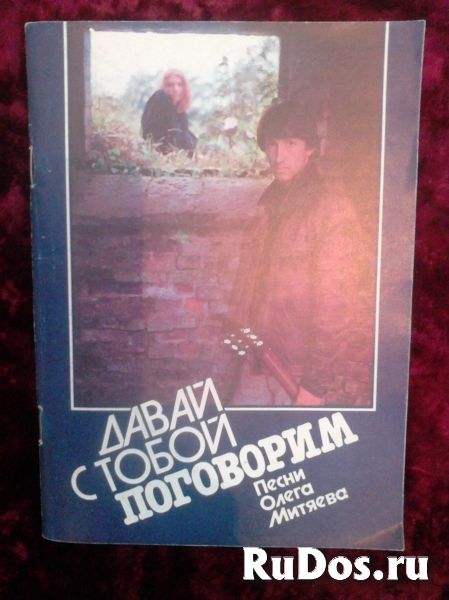 ДАВАЙ
С ТОБОЙ
ПОГОВОРИМ
Песни
Олега
Митяева
RuDos.ru